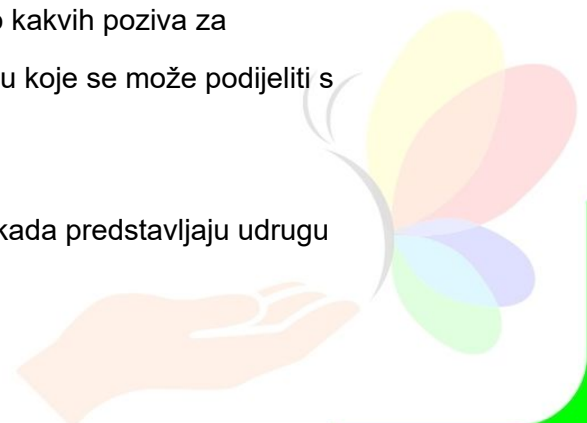 kakvih poziva za
u koje se može podijeliti s
kada predstavljaju udrugu